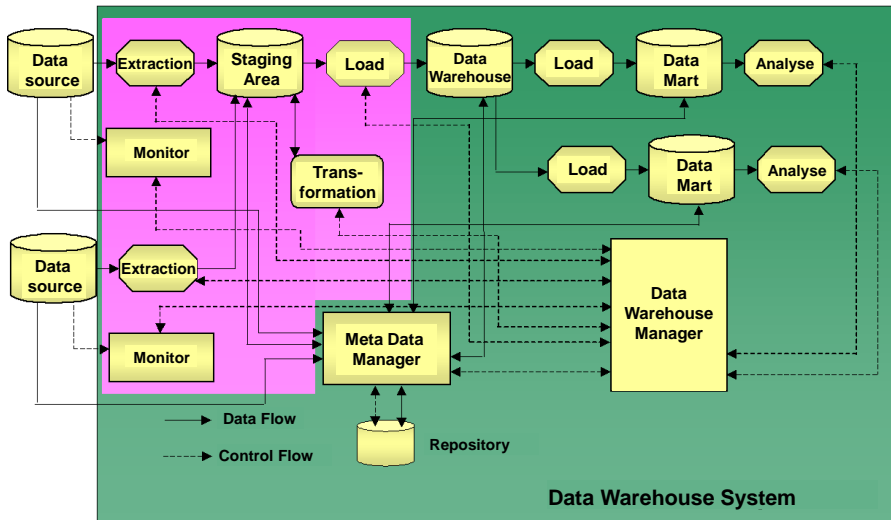 Data
source
Extraction
Staging
Area
Load
Data
Warehouse
Load
Data
Mart
Analyse
Monitor
Trans-
formation
Load
Data
Mart
Analyse
Data
source
Extraction
Data
Warehouse
Manager
Monitor
Meta Data
Manager
Data Flow
Control Flow
Repository
Data Warehouse System